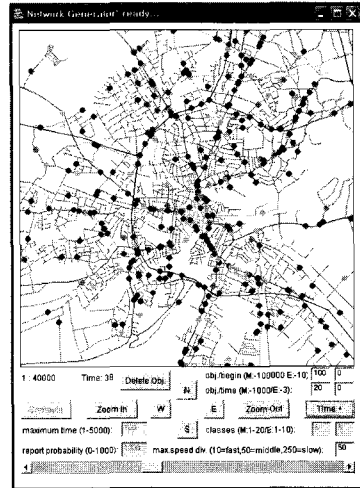 Network Generator' ready...
1 : 40000 Time: 38 Delete Obj. N obj./begin (M:-100000 E-10): 100 0
obj./time (M:-1000/E -3): 20 0
Zoom In W E Zoom Out Time +
maximum time (1-5000): S classes (M:1-20/E:1-10):
report probability (0-1000): max.speed div. (10=fast,50=middle,250=slow): 50